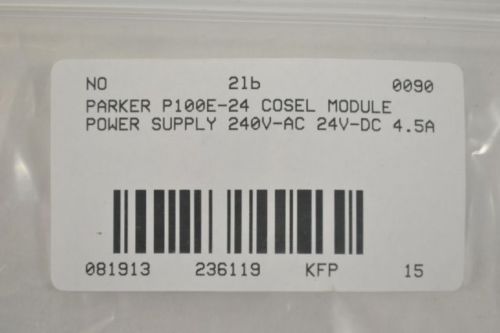 NO 2lb 0090
PARKER P100E-24 COSEL MODULE
POWER SUPPLY 240V-AC 24V-DC 4.5A
081913 236119 KFP 15